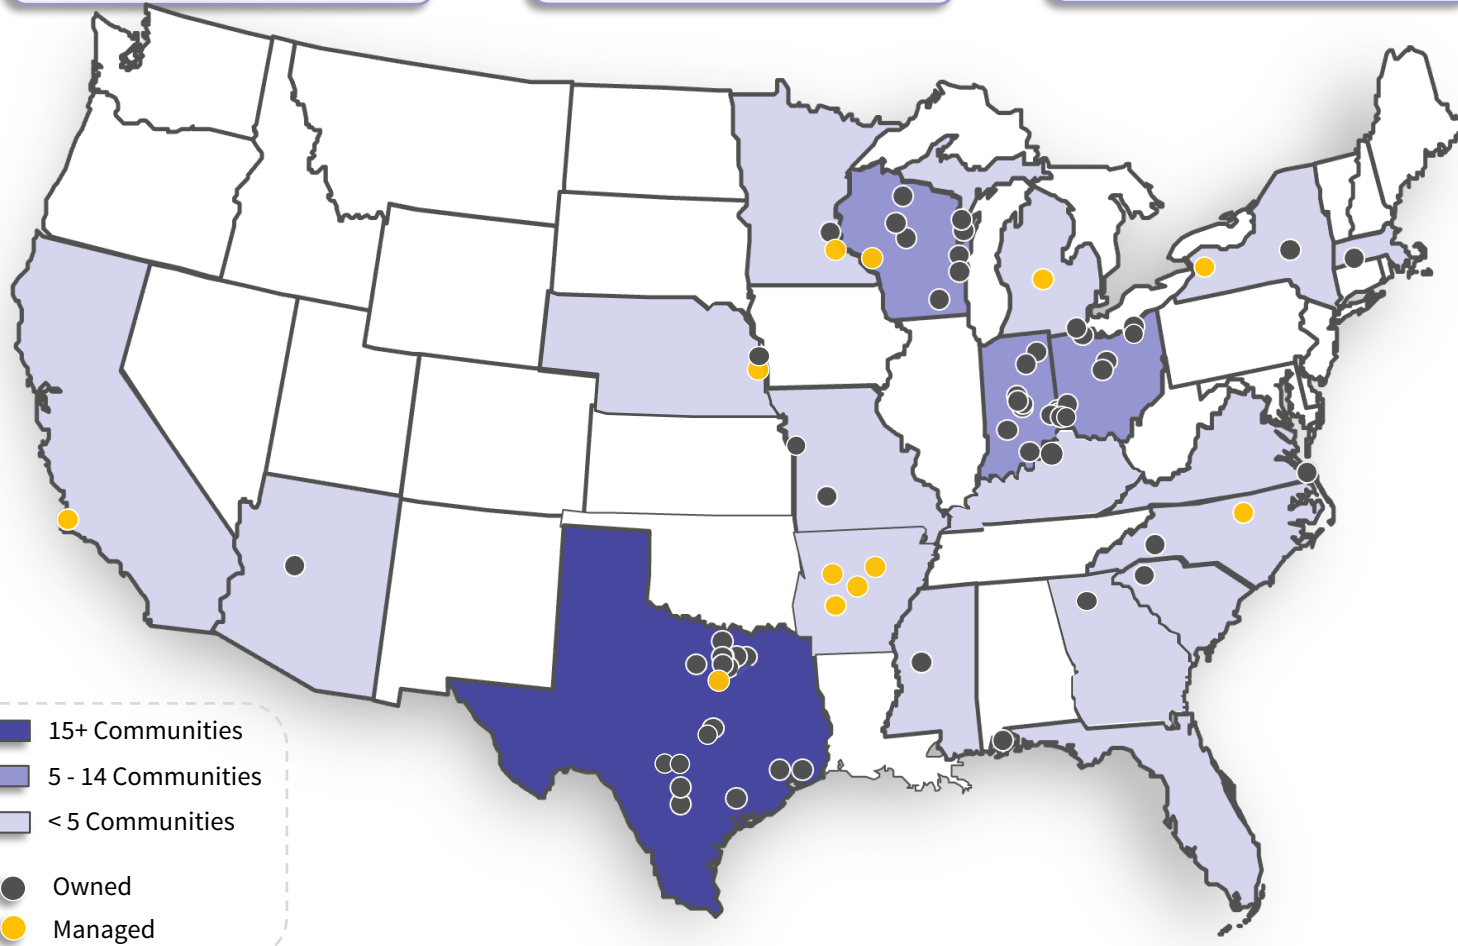 15+ Communities
5 - 14 Communities
< 5 Communities
Owned
Managed